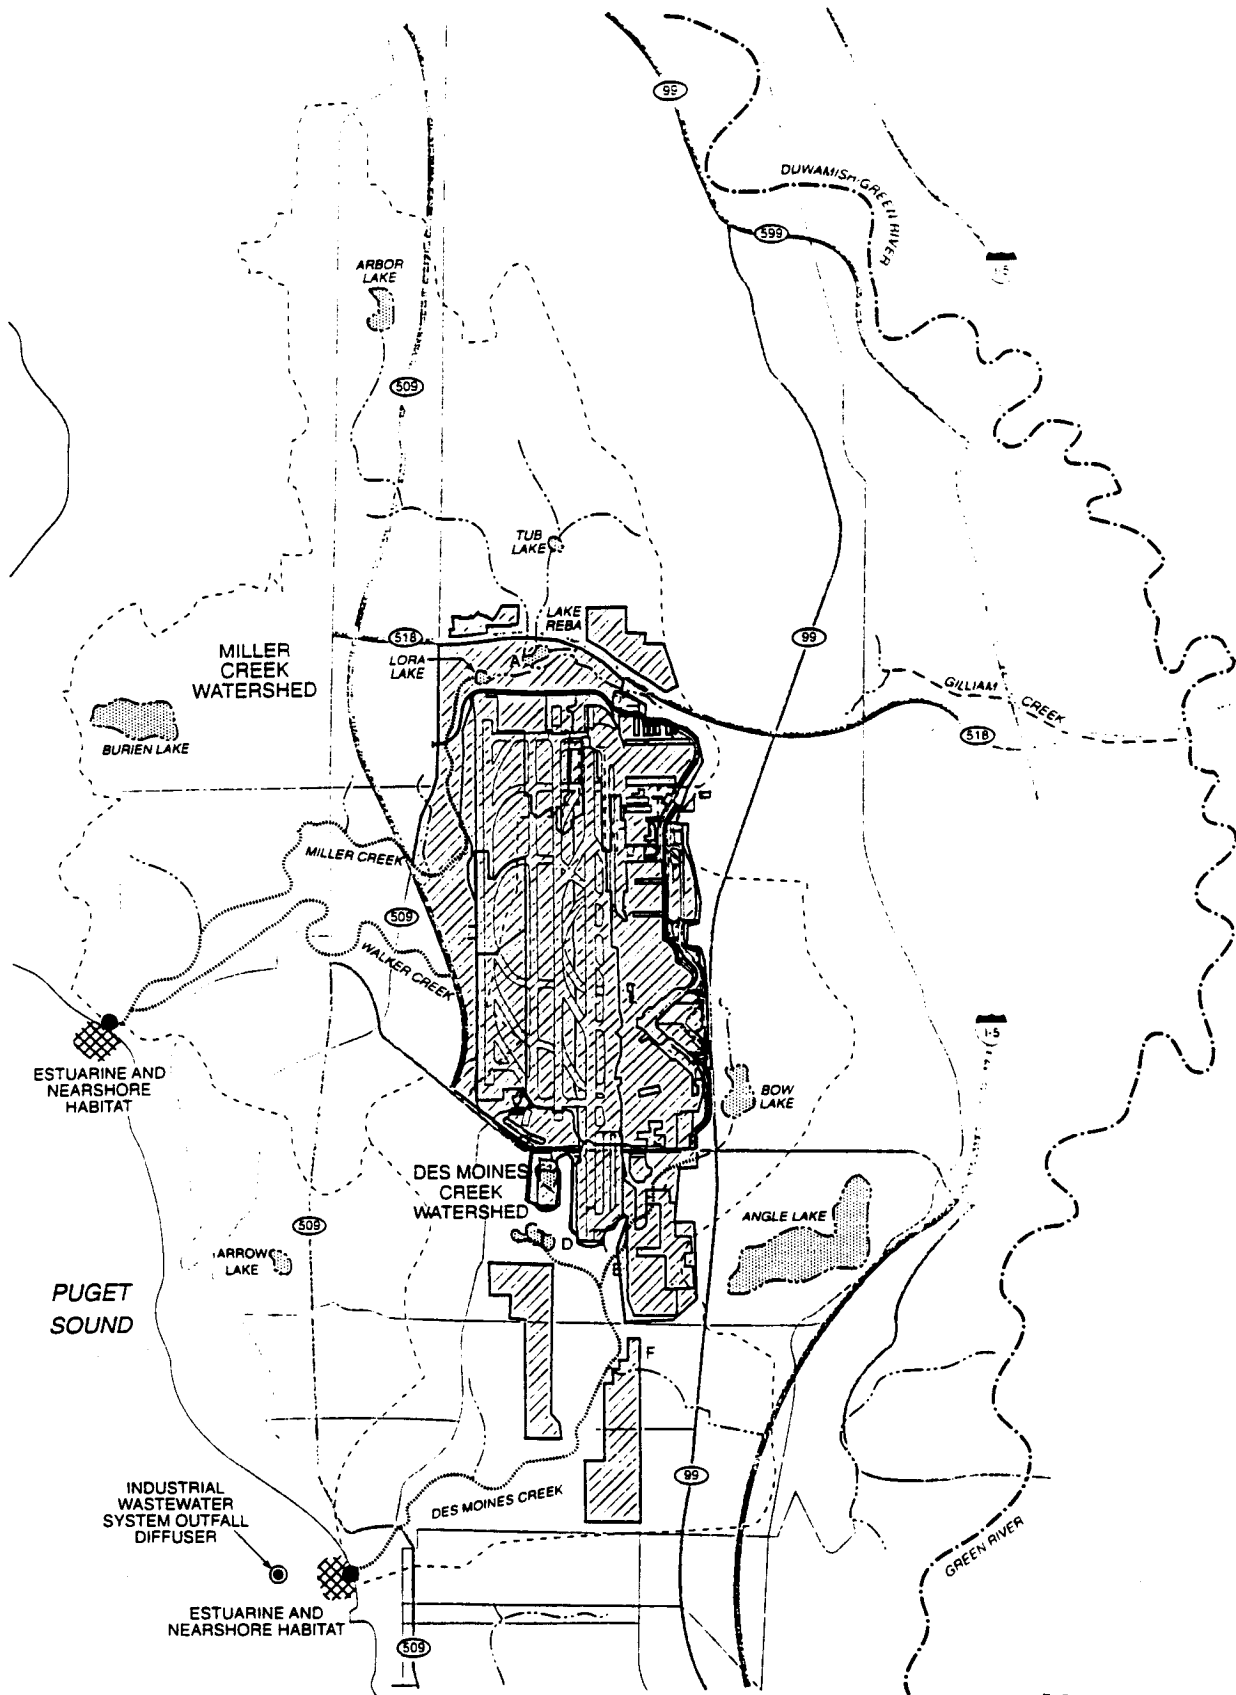 99
DUWAMISH-GREEN RIVER
599
I-5
ARBOR
LAKE
509
TUB
LAKE
LAKE
REBA
518
99
MILLER
CREEK
WATERSHED
LORA
LAKE
A
GILLIAM CREEK
518
BURIEN LAKE
MILLER CREEK
509
WALKER CREEK
I-5
ESTUARINE AND
NEARSHORE
HABITAT
BOW
LAKE
DES MOINES
CREEK
WATERSHED
E
ANGLE LAKE
509
D
ARROW
LAKE
PUGET
SOUND
F
99
INDUSTRIAL
WASTEWATER
SYSTEM OUTFALL
DIFFUSER
DES MOINES CREEK
GREEN RIVER
ESTUARINE AND
NEARSHORE HABITAT
509